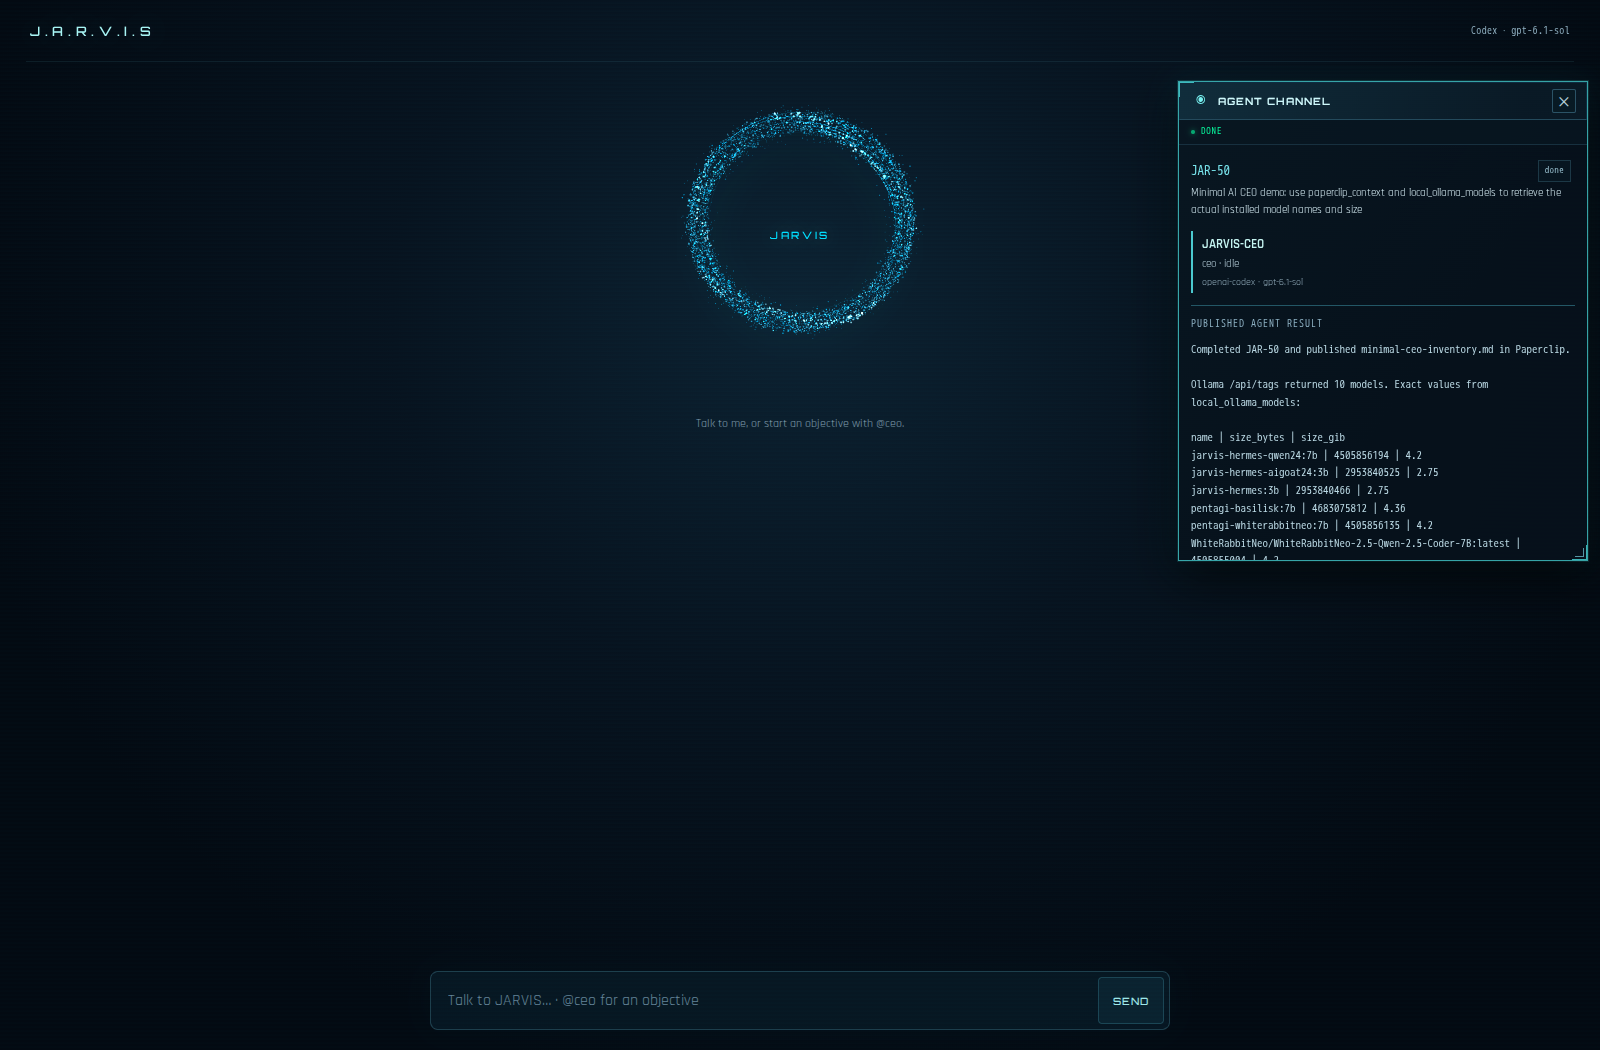 J.A.R.V.I.S
Codex · gpt-6.1-sol
JARVIS
Talk to me, or start an objective with @ceo.
AGENT CHANNEL
DONE
JAR-50
done
Minimal AI CEO demo: use paperclip_context and local_ollama_models to retrieve the
actual installed model names and size
JARVIS-CEO
ceo · idle
openai-codex · gpt-6.1-sol
PUBLISHED AGENT RESULT
Completed JAR-50 and published minimal-ceo-inventory.md in Paperclip.
Ollama /api/tags returned 10 models. Exact values from
local_ollama_models:
name | size_bytes | size_gib
jarvis-hermes-qwen24:7b | 4505856194 | 4.2
jarvis-hermes-aigoat24:3b | 2953840525 | 2.75
jarvis-hermes:3b | 2953840466 | 2.75
pentagi-basilisk:7b | 4683075812 | 4.36
pentagi-whiterabbitneo:7b | 4505856135 | 4.2
WhiteRabbitNeo/WhiteRabbitNeo-2.5-Qwen-2.5-Coder-7B:latest |
Talk to JARVIS... · @ceo for an objective
SEND